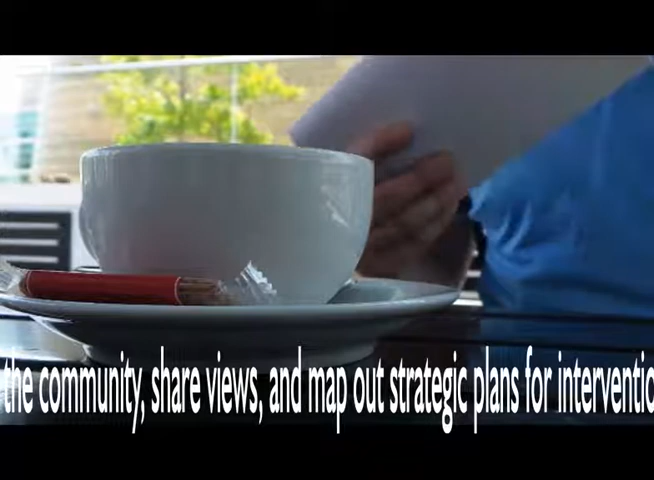 the community, share views, and map out strategic plans for interventio